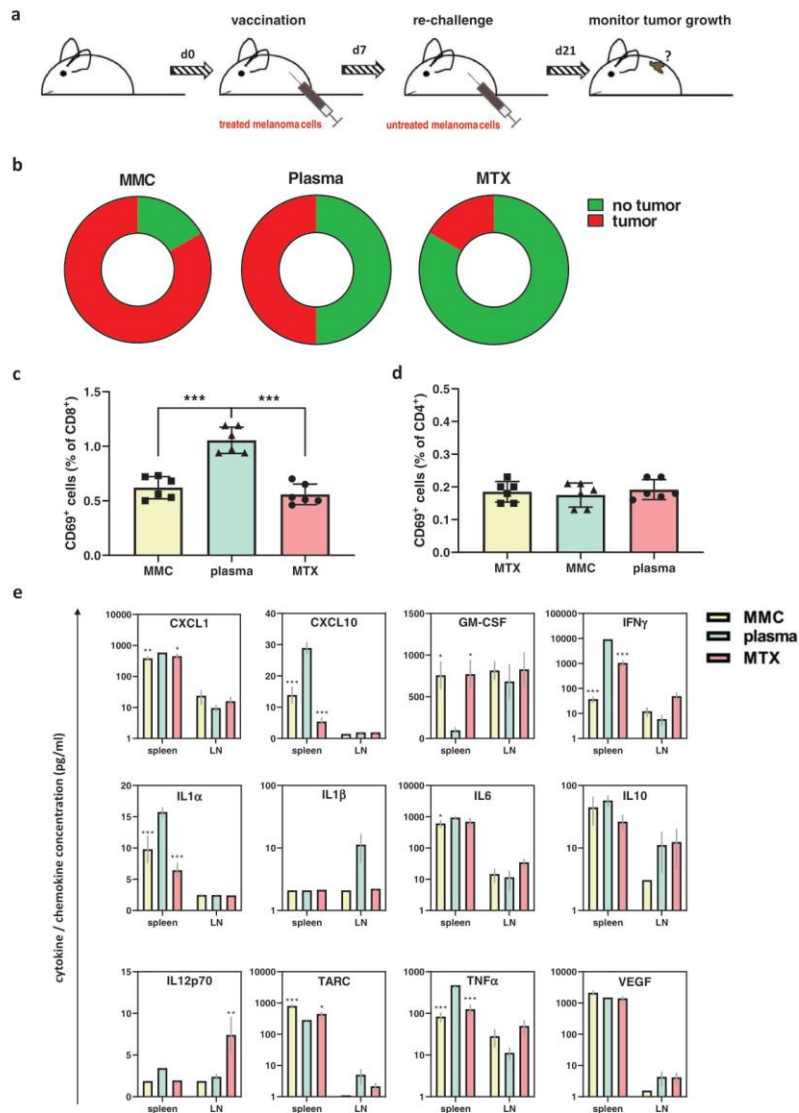 a
vaccination
re-challenge
monitor tumor growth
d0
d7
d21
?
treated melanoma cells
untreated melanoma cells
b
MMC
Plasma
MTX
no tumor
tumor
c
CD69+ cells (% of CD8+)
1.5
1.0
0.5
0.0
***
***
MMC
plasma
MTX
d
CD69+ cells (% of CD4+)
0.5
0.4
0.3
0.2
0.1
0.0
MTX
MMC
plasma
e
cytokine / chemokine concentration (pg/ml)
CXCL1
10000
1000
100
10
1
**
*
spleen
LN
CXCL10
40
30
20
10
0
***
***
spleen
LN
GM-CSF
1500
1000
500
0
*
*
spleen
LN
IFNγ
100000
10000
1000
100
10
1
***
***
spleen
LN
MMC
plasma
MTX
IL1α
20
15
10
5
0
***
***
spleen
LN
IL1β
100
10
1
spleen
LN
IL6
10000
1000
100
10
1
*
spleen
LN
IL10
100
10
1
spleen
LN
IL12p70
15
10
5
0
**
spleen
LN
TARC
10000
1000
100
10
1
***
*
spleen
LN
TNFα
1000
100
10
1
***
***
spleen
LN
VEGF
10000
1000
100
10
1
spleen
LN